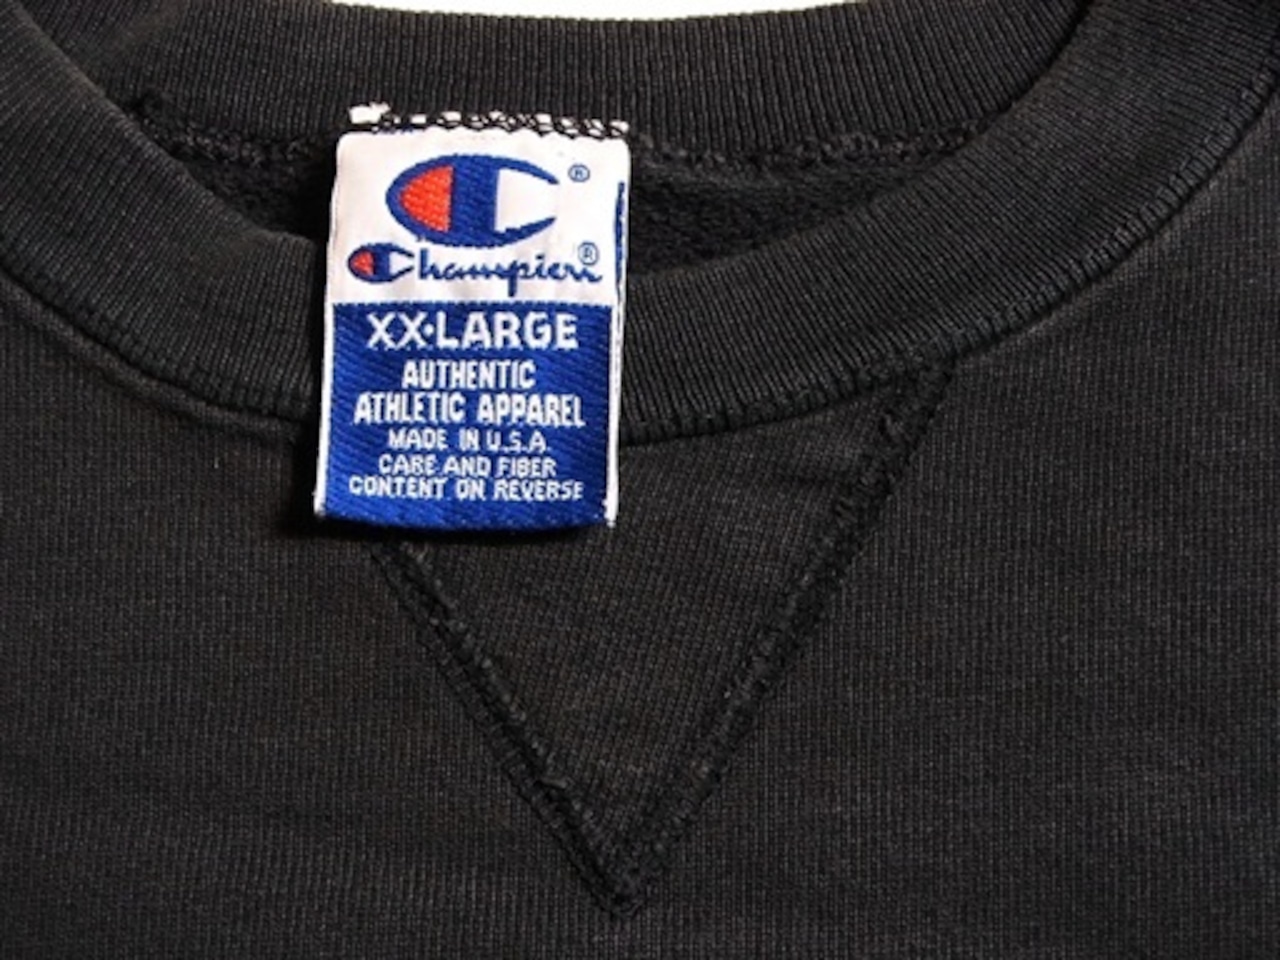 C®
Champion®
XX·LARGE
AUTHENTIC
ATHLETIC APPAREL
MADE IN U.S.A.
CARE AND FIBER
CONTENT ON REVERSE